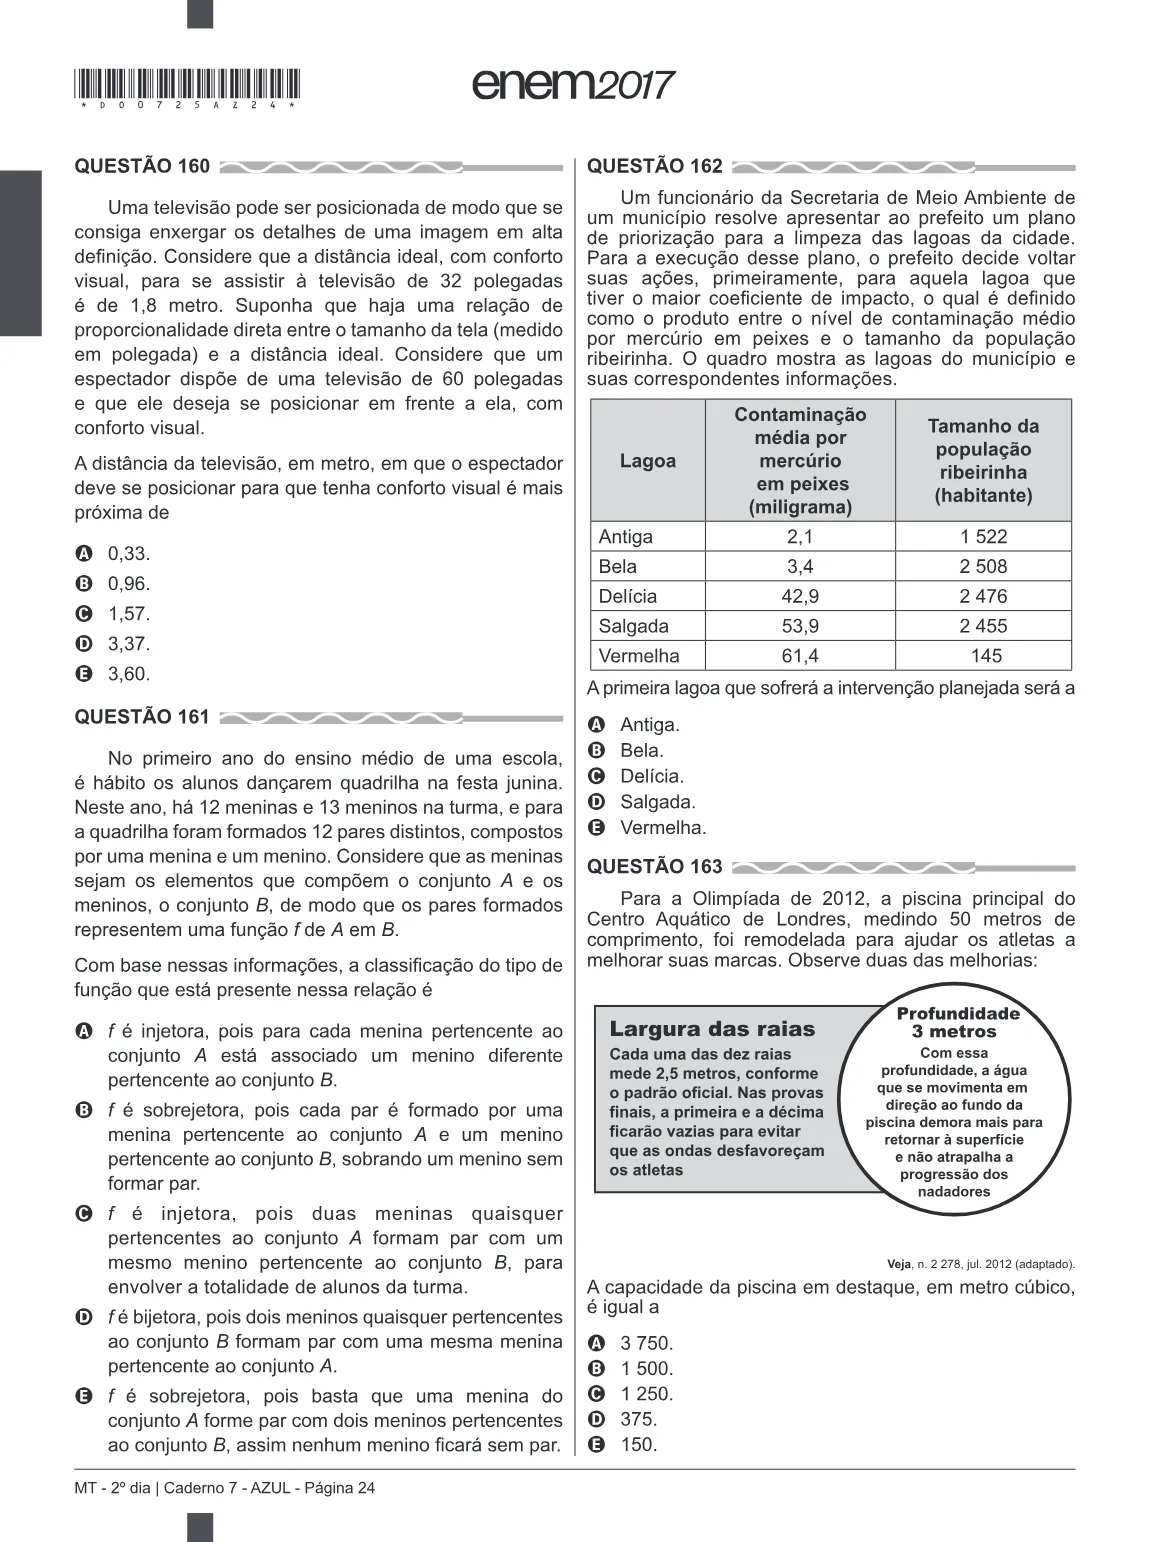 *D00725AZ24*
enem2017
QUESTÃO 160
Uma televisão pode ser posicionada de modo que se
consiga enxergar os detalhes de uma imagem em alta
definição. Considere que a distância ideal, com conforto
visual, para se assistir à televisão de 32 polegadas
é de 1,8 metro. Suponha que haja uma relação de
proporcionalidade direta entre o tamanho da tela (medido
em polegada) e a distância ideal. Considere que um
espectador dispõe de uma televisão de 60 polegadas
e que ele deseja se posicionar em frente a ela, com
conforto visual.
A distância da televisão, em metro, em que o espectador
deve se posicionar para que tenha conforto visual é mais
próxima de
A 0,33.
B 0,96.
C 1,57.
D 3,37.
E 3,60.
QUESTÃO 161
No primeiro ano do ensino médio de uma escola,
é hábito os alunos dançarem quadrilha na festa junina.
Neste ano, há 12 meninas e 13 meninos na turma, e para
a quadrilha foram formados 12 pares distintos, compostos
por uma menina e um menino. Considere que as meninas
sejam os elementos que compõem o conjunto A e os
meninos, o conjunto B, de modo que os pares formados
representem uma função f de A em B.
Com base nessas informações, a classificação do tipo de
função que está presente nessa relação é
A f é injetora, pois para cada menina pertencente ao
conjunto A está associado um menino diferente
pertencente ao conjunto B.
B f é sobrejetora, pois cada par é formado por uma
menina pertencente ao conjunto A e um menino
pertencente ao conjunto B, sobrando um menino sem
formar par.
C f é injetora, pois duas meninas quaisquer
pertencentes ao conjunto A formam par com um
mesmo menino pertencente ao conjunto B, para
envolver a totalidade de alunos da turma.
D f é bijetora, pois dois meninos quaisquer pertencentes
ao conjunto B formam par com uma mesma menina
pertencente ao conjunto A.
E f é sobrejetora, pois basta que uma menina do
conjunto A forme par com dois meninos pertencentes
ao conjunto B, assim nenhum menino ficará sem par.
QUESTÃO 162
Um funcionário da Secretaria de Meio Ambiente de
um município resolve apresentar ao prefeito um plano
de priorização para a limpeza das lagoas da cidade.
Para a execução desse plano, o prefeito decide voltar
suas ações, primeiramente, para aquela lagoa que
tiver o maior coeficiente de impacto, o qual é definido
como o produto entre o nível de contaminação médio
por mercúrio em peixes e o tamanho da população
ribeirinha. O quadro mostra as lagoas do município e
suas correspondentes informações.
Lagoa
Contaminação
média por
mercúrio
em peixes
(miligrama)
Tamanho da
população
ribeirinha
(habitante)
Antiga 2,1 1 522
Bela 3,4 2 508
Delícia 42,9 2 476
Salgada 53,9 2 455
Vermelha 61,4 145
A primeira lagoa que sofrerá a intervenção planejada será a
A Antiga.
B Bela.
C Delícia.
D Salgada.
E Vermelha.
QUESTÃO 163
Para a Olimpíada de 2012, a piscina principal do
Centro Aquático de Londres, medindo 50 metros de
comprimento, foi remodelada para ajudar os atletas a
melhorar suas marcas. Observe duas das melhorias:
Largura das raias
Cada uma das dez raias
mede 2,5 metros, conforme
o padrão oficial. Nas provas
finais, a primeira e a décima
ficarão vazias para evitar
que as ondas desfavoreçam
os atletas
Profundidade
3 metros
Com essa
profundidade, a água
que se movimenta em
direção ao fundo da
piscina demora mais para
retornar à superfície
e não atrapalha a
progressão dos
nadadores
Veja, n. 2 278, jul. 2012 (adaptado).
A capacidade da piscina em destaque, em metro cúbico,
é igual a
A 3 750.
B 1 500.
C 1 250.
D 375.
E 150.
MT - 2º dia | Caderno 7 - AZUL - Página 24